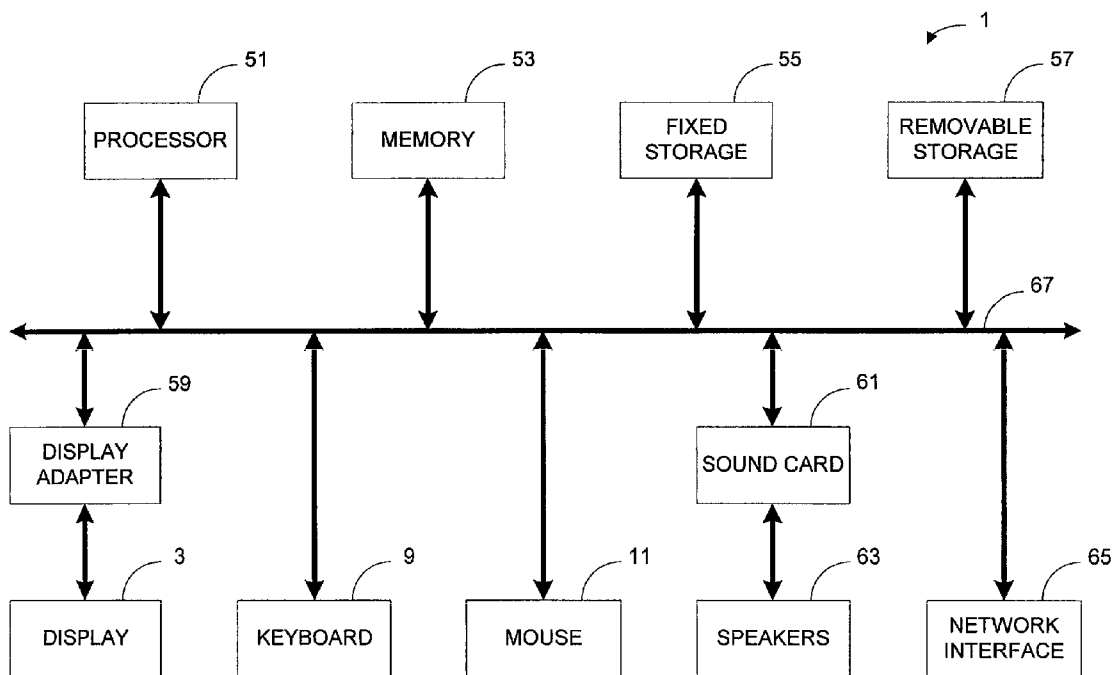 1
51
53
55
57
PROCESSOR
MEMORY
FIXED
STORAGE
REMOVABLE
STORAGE
67
59
61
DISPLAY
ADAPTER
SOUND CARD
3
9
11
63
65
DISPLAY
KEYBOARD
MOUSE
SPEAKERS
NETWORK
INTERFACE